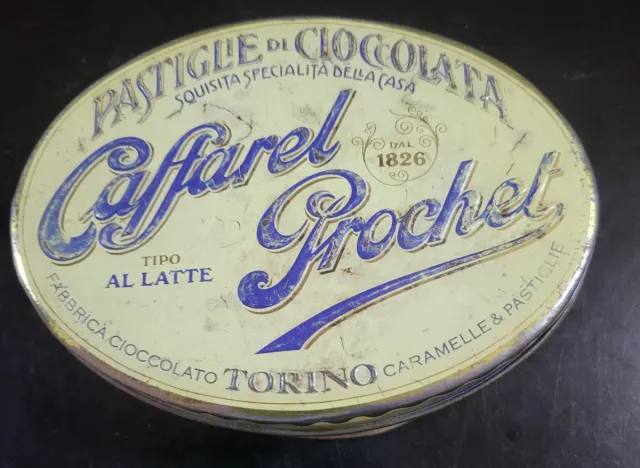 PASTIGLIE DI CIOCCOLATA
SQUISITA SPECIALITÀ DELLA CASA
Caffarel
DAL
1826
Prochet
TIPO
AL LATTE
FABBRICA CIOCCOLATO TORINO CARAMELLE & PASTIGLIE